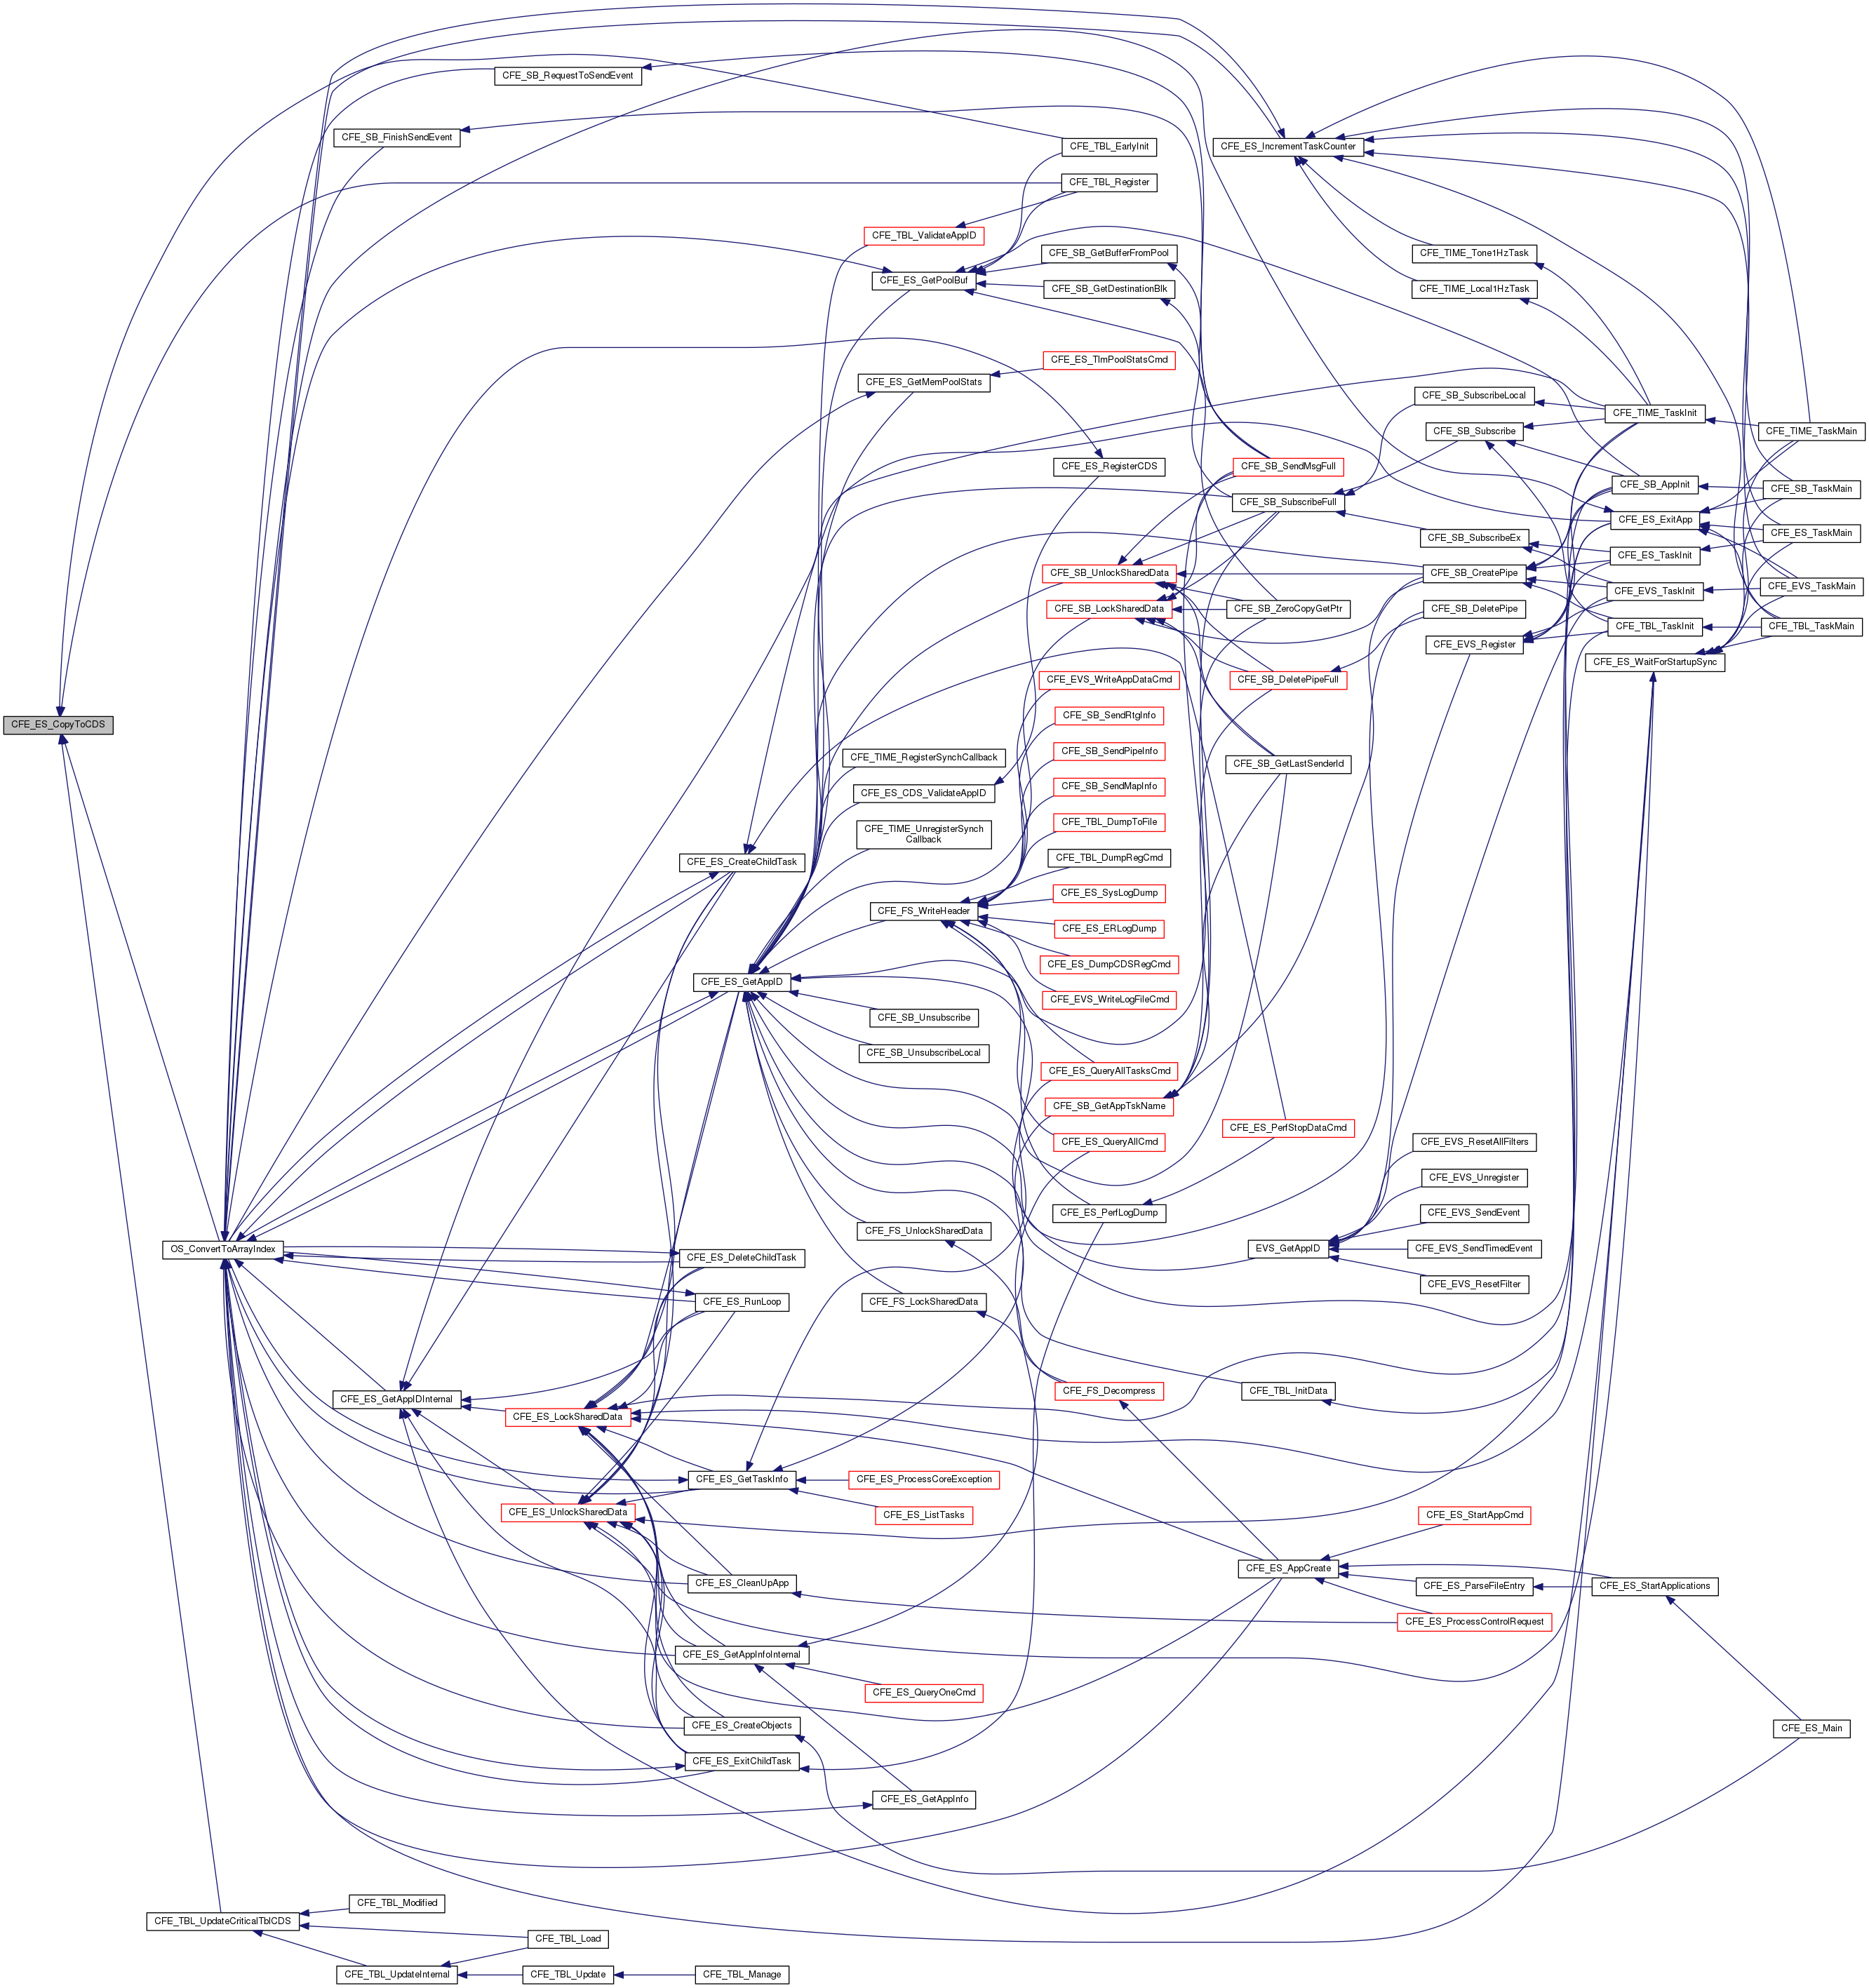 CFE_ES_CopyToCDS
OS_ConvertToArrayIndex
CFE_TBL_UpdateCriticalTblCDS
CFE_SB_RequestToSendEvent
CFE_SB_FinishSendEvent
CFE_ES_GetAppIDInternal
CFE_TBL_Modified
CFE_TBL_Load
CFE_TBL_UpdateInternal
CFE_ES_LockSharedData
CFE_ES_UnlockSharedData
CFE_TBL_Update
CFE_ES_CreateChildTask
CFE_ES_GetAppID
CFE_ES_DeleteChildTask
CFE_ES_RunLoop
CFE_ES_GetTaskInfo
CFE_ES_CleanUpApp
CFE_ES_GetAppInfoInternal
CFE_ES_CreateObjects
CFE_ES_ExitChildTask
CFE_TBL_Manage
CFE_TBL_ValidateAppID
CFE_ES_GetPoolBuf
CFE_ES_GetMemPoolStats
CFE_TIME_RegisterSynchCallback
CFE_ES_CDS_ValidateAppID
CFE_TIME_UnregisterSynch
Callback
CFE_FS_WriteHeader
CFE_SB_Unsubscribe
CFE_SB_UnsubscribeLocal
CFE_FS_UnlockSharedData
CFE_FS_LockSharedData
CFE_ES_ProcessCoreException
CFE_ES_ListTasks
CFE_ES_QueryOneCmd
CFE_ES_GetAppInfo
CFE_TBL_EarlyInit
CFE_TBL_Register
CFE_SB_GetBufferFromPool
CFE_SB_GetDestinationBlk
CFE_ES_TlmPoolStatsCmd
CFE_ES_RegisterCDS
CFE_SB_UnlockSharedData
CFE_SB_LockSharedData
CFE_EVS_WriteAppDataCmd
CFE_SB_SendRtgInfo
CFE_SB_SendPipeInfo
CFE_SB_SendMapInfo
CFE_TBL_DumpToFile
CFE_TBL_DumpRegCmd
CFE_ES_SysLogDump
CFE_ES_ERLogDump
CFE_ES_DumpCDSRegCmd
CFE_EVS_WriteLogFileCmd
CFE_ES_QueryAllTasksCmd
CFE_SB_GetAppTskName
CFE_ES_QueryAllCmd
CFE_ES_PerfLogDump
CFE_FS_Decompress
CFE_ES_IncrementTaskCounter
CFE_SB_SendMsgFull
CFE_SB_SubscribeFull
CFE_SB_ZeroCopyGetPtr
CFE_SB_DeletePipeFull
CFE_SB_GetLastSenderId
CFE_ES_PerfStopDataCmd
EVS_GetAppID
CFE_TBL_InitData
CFE_ES_AppCreate
CFE_TIME_Tone1HzTask
CFE_TIME_Local1HzTask
CFE_SB_SubscribeLocal
CFE_SB_Subscribe
CFE_SB_SubscribeEx
CFE_SB_CreatePipe
CFE_SB_DeletePipe
CFE_EVS_Register
CFE_EVS_ResetAllFilters
CFE_EVS_Unregister
CFE_EVS_SendEvent
CFE_EVS_SendTimedEvent
CFE_EVS_ResetFilter
CFE_ES_StartAppCmd
CFE_ES_ParseFileEntry
CFE_ES_ProcessControlRequest
CFE_TIME_TaskInit
CFE_SB_AppInit
CFE_ES_ExitApp
CFE_ES_TaskInit
CFE_EVS_TaskInit
CFE_TBL_TaskInit
CFE_ES_WaitForStartupSync
CFE_ES_StartApplications
CFE_TIME_TaskMain
CFE_SB_TaskMain
CFE_ES_TaskMain
CFE_EVS_TaskMain
CFE_TBL_TaskMain
CFE_ES_Main